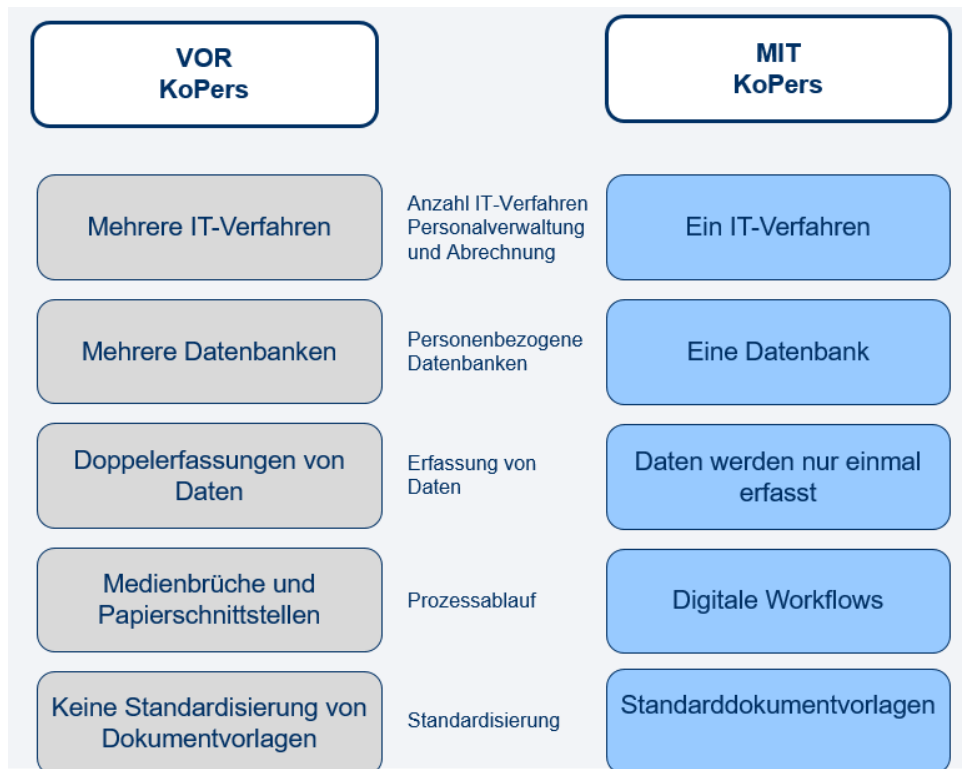 VOR
KoPers
MIT
KoPers
Mehrere IT-Verfahren
Anzahl IT-Verfahren
Personalverwaltung
und Abrechnung
Ein IT-Verfahren
Mehrere Datenbanken
Personenbezogene
Datenbanken
Eine Datenbank
Doppelerfassungen von
Daten
Erfassung von
Daten
Daten werden nur einmal
erfasst
Medienbrüche und
Papierschnittstellen
Prozessablauf
Digitale Workflows
Keine Standardisierung von
Dokumentvorlagen
Standardisierung
Standarddokumentvorlagen